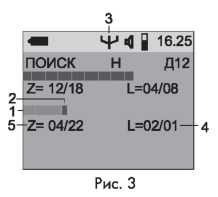 3
16.25
ПОИСК Н Д12
Z= 12/18 L=04/08
2
1
5 Z= 04/22 L=02/01 4
Рис. 3